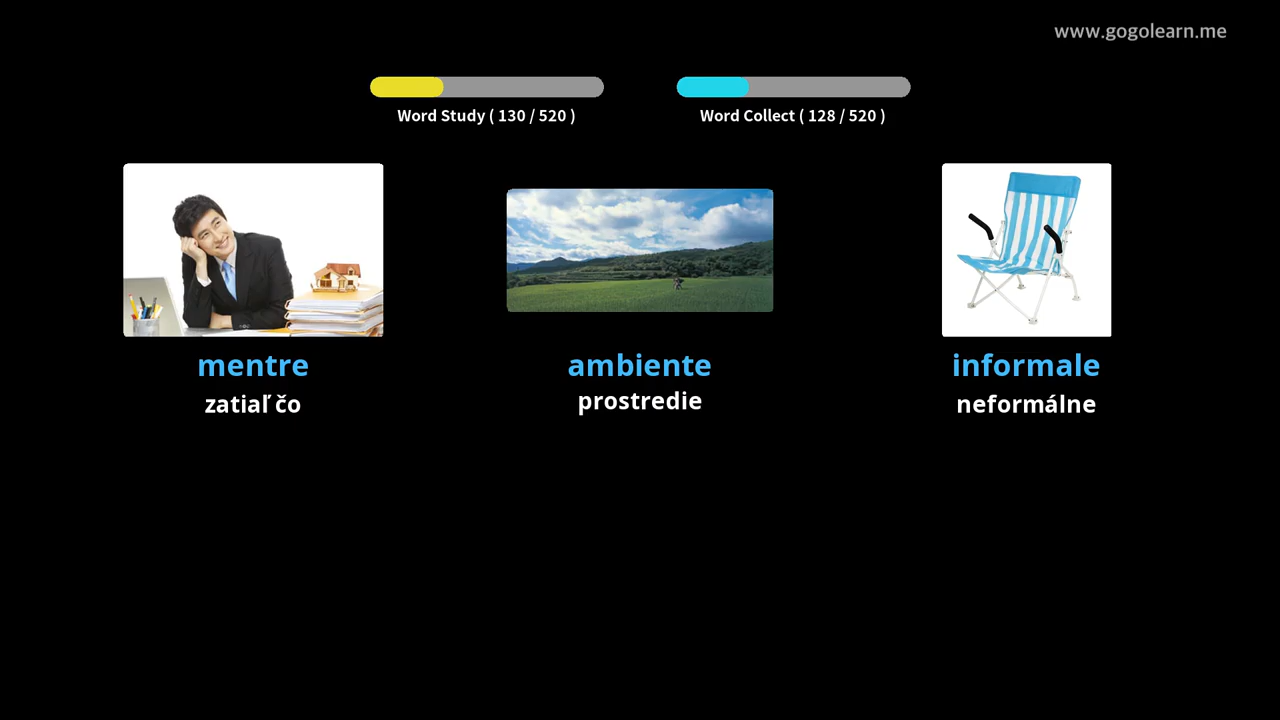 www.gogolearn.me
Word Study ( 130 / 520 )
Word Collect ( 128 / 520 )
mentre
zatiaľ čo
ambiente
prostredie
informale
neformálne